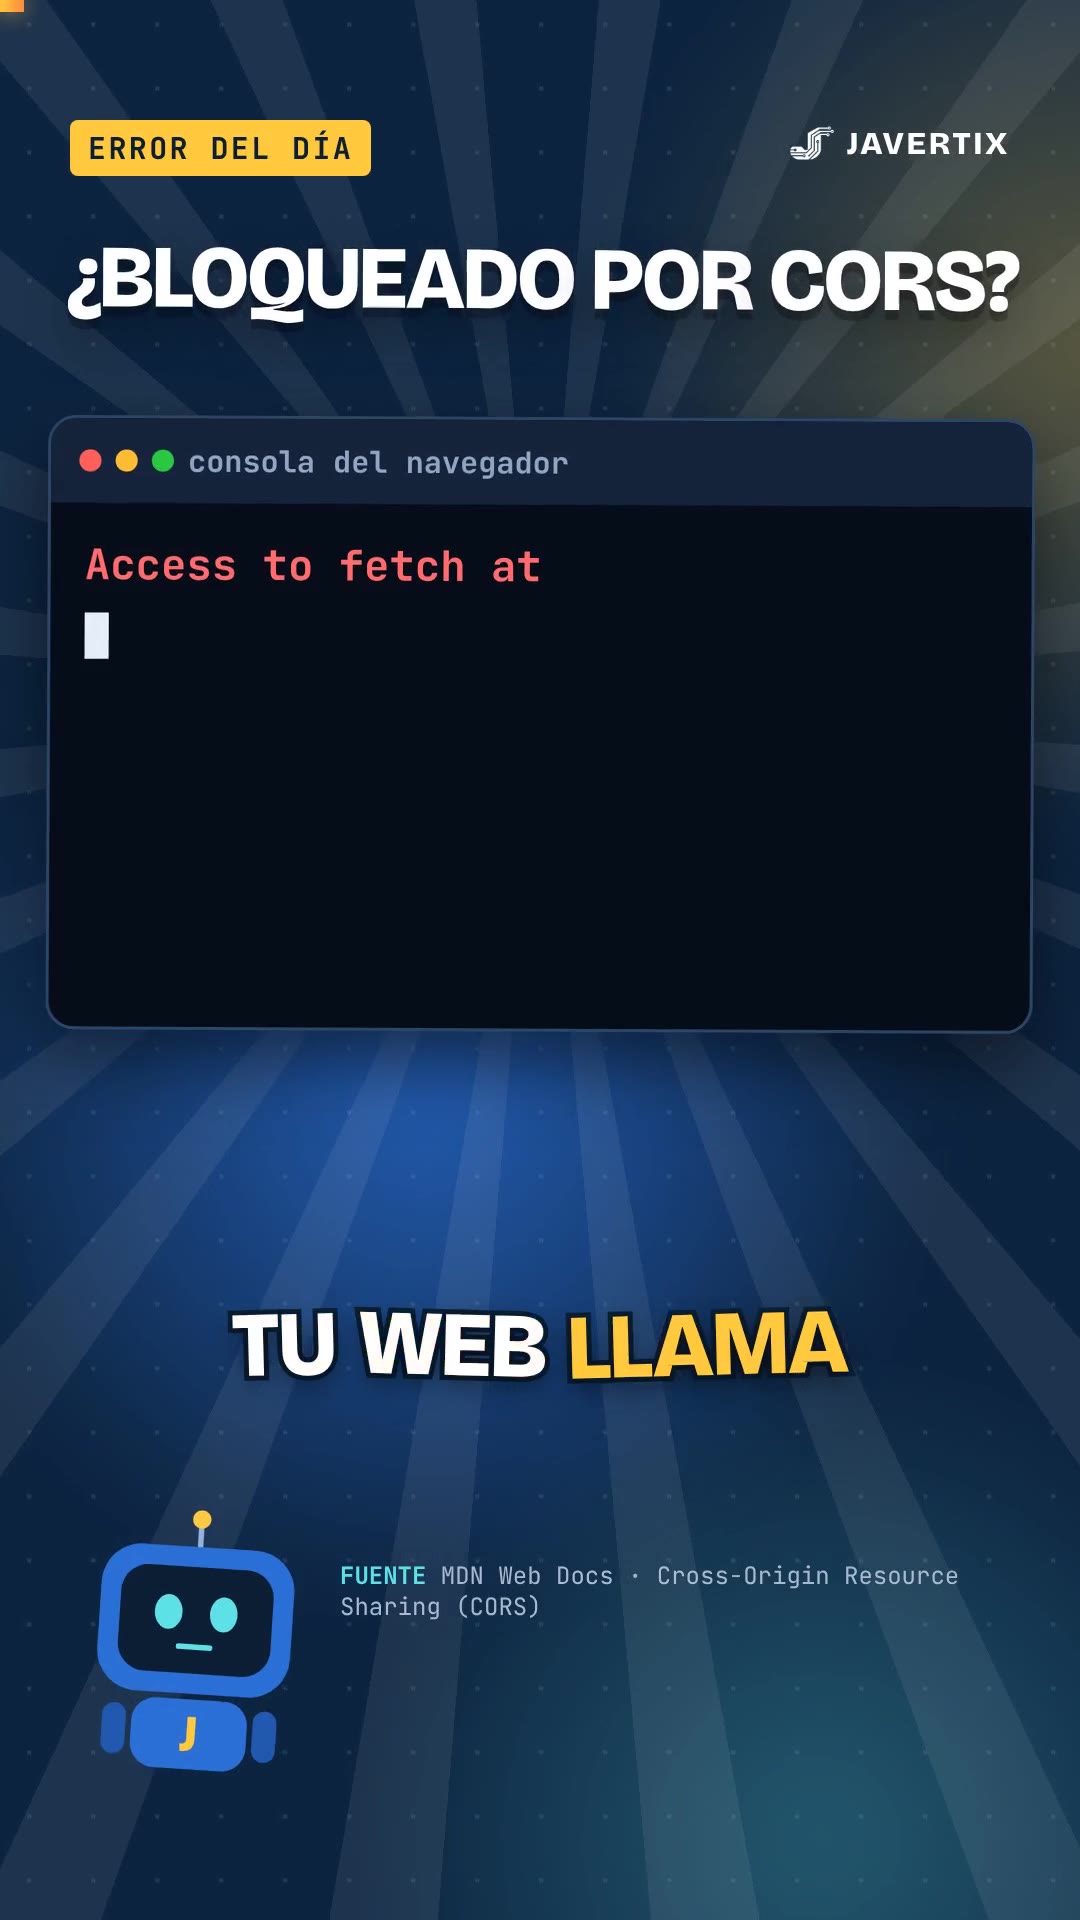 ERROR DEL DÍA
JAVERTIX
¿BLOQUEADO POR CORS?
consola del navegador
Access to fetch at
TU WEB LLAMA
FUENTE MDN Web Docs · Cross-Origin Resource
Sharing (CORS)
J